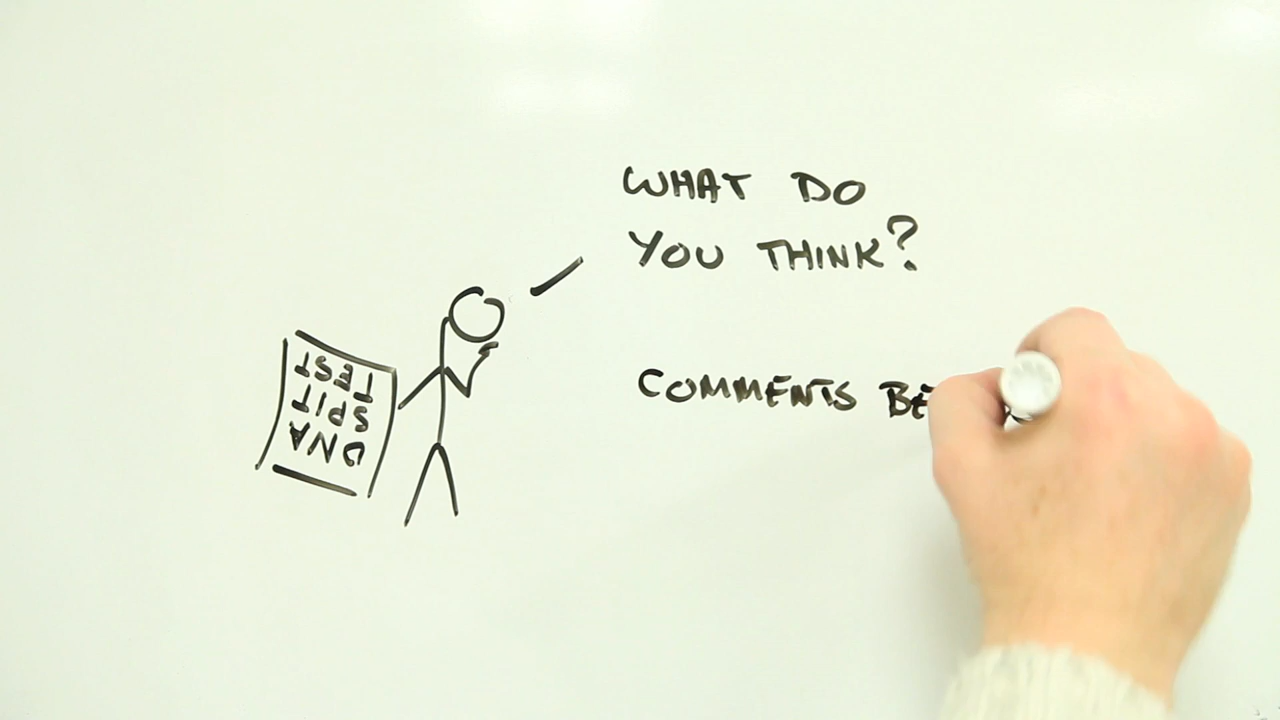 WHAT DO
YOU THINK?
COMMENTS BE
DNA
SPIT
TEST